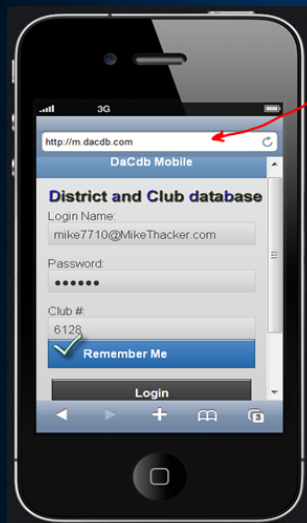 3G
http://m.dacdb.com
DaCdb Mobile
District and Club database
Login Name:
mike7710@MikeThacker.com
Password:
●●●●●●
Club #:
6128
Remember Me
Login
3